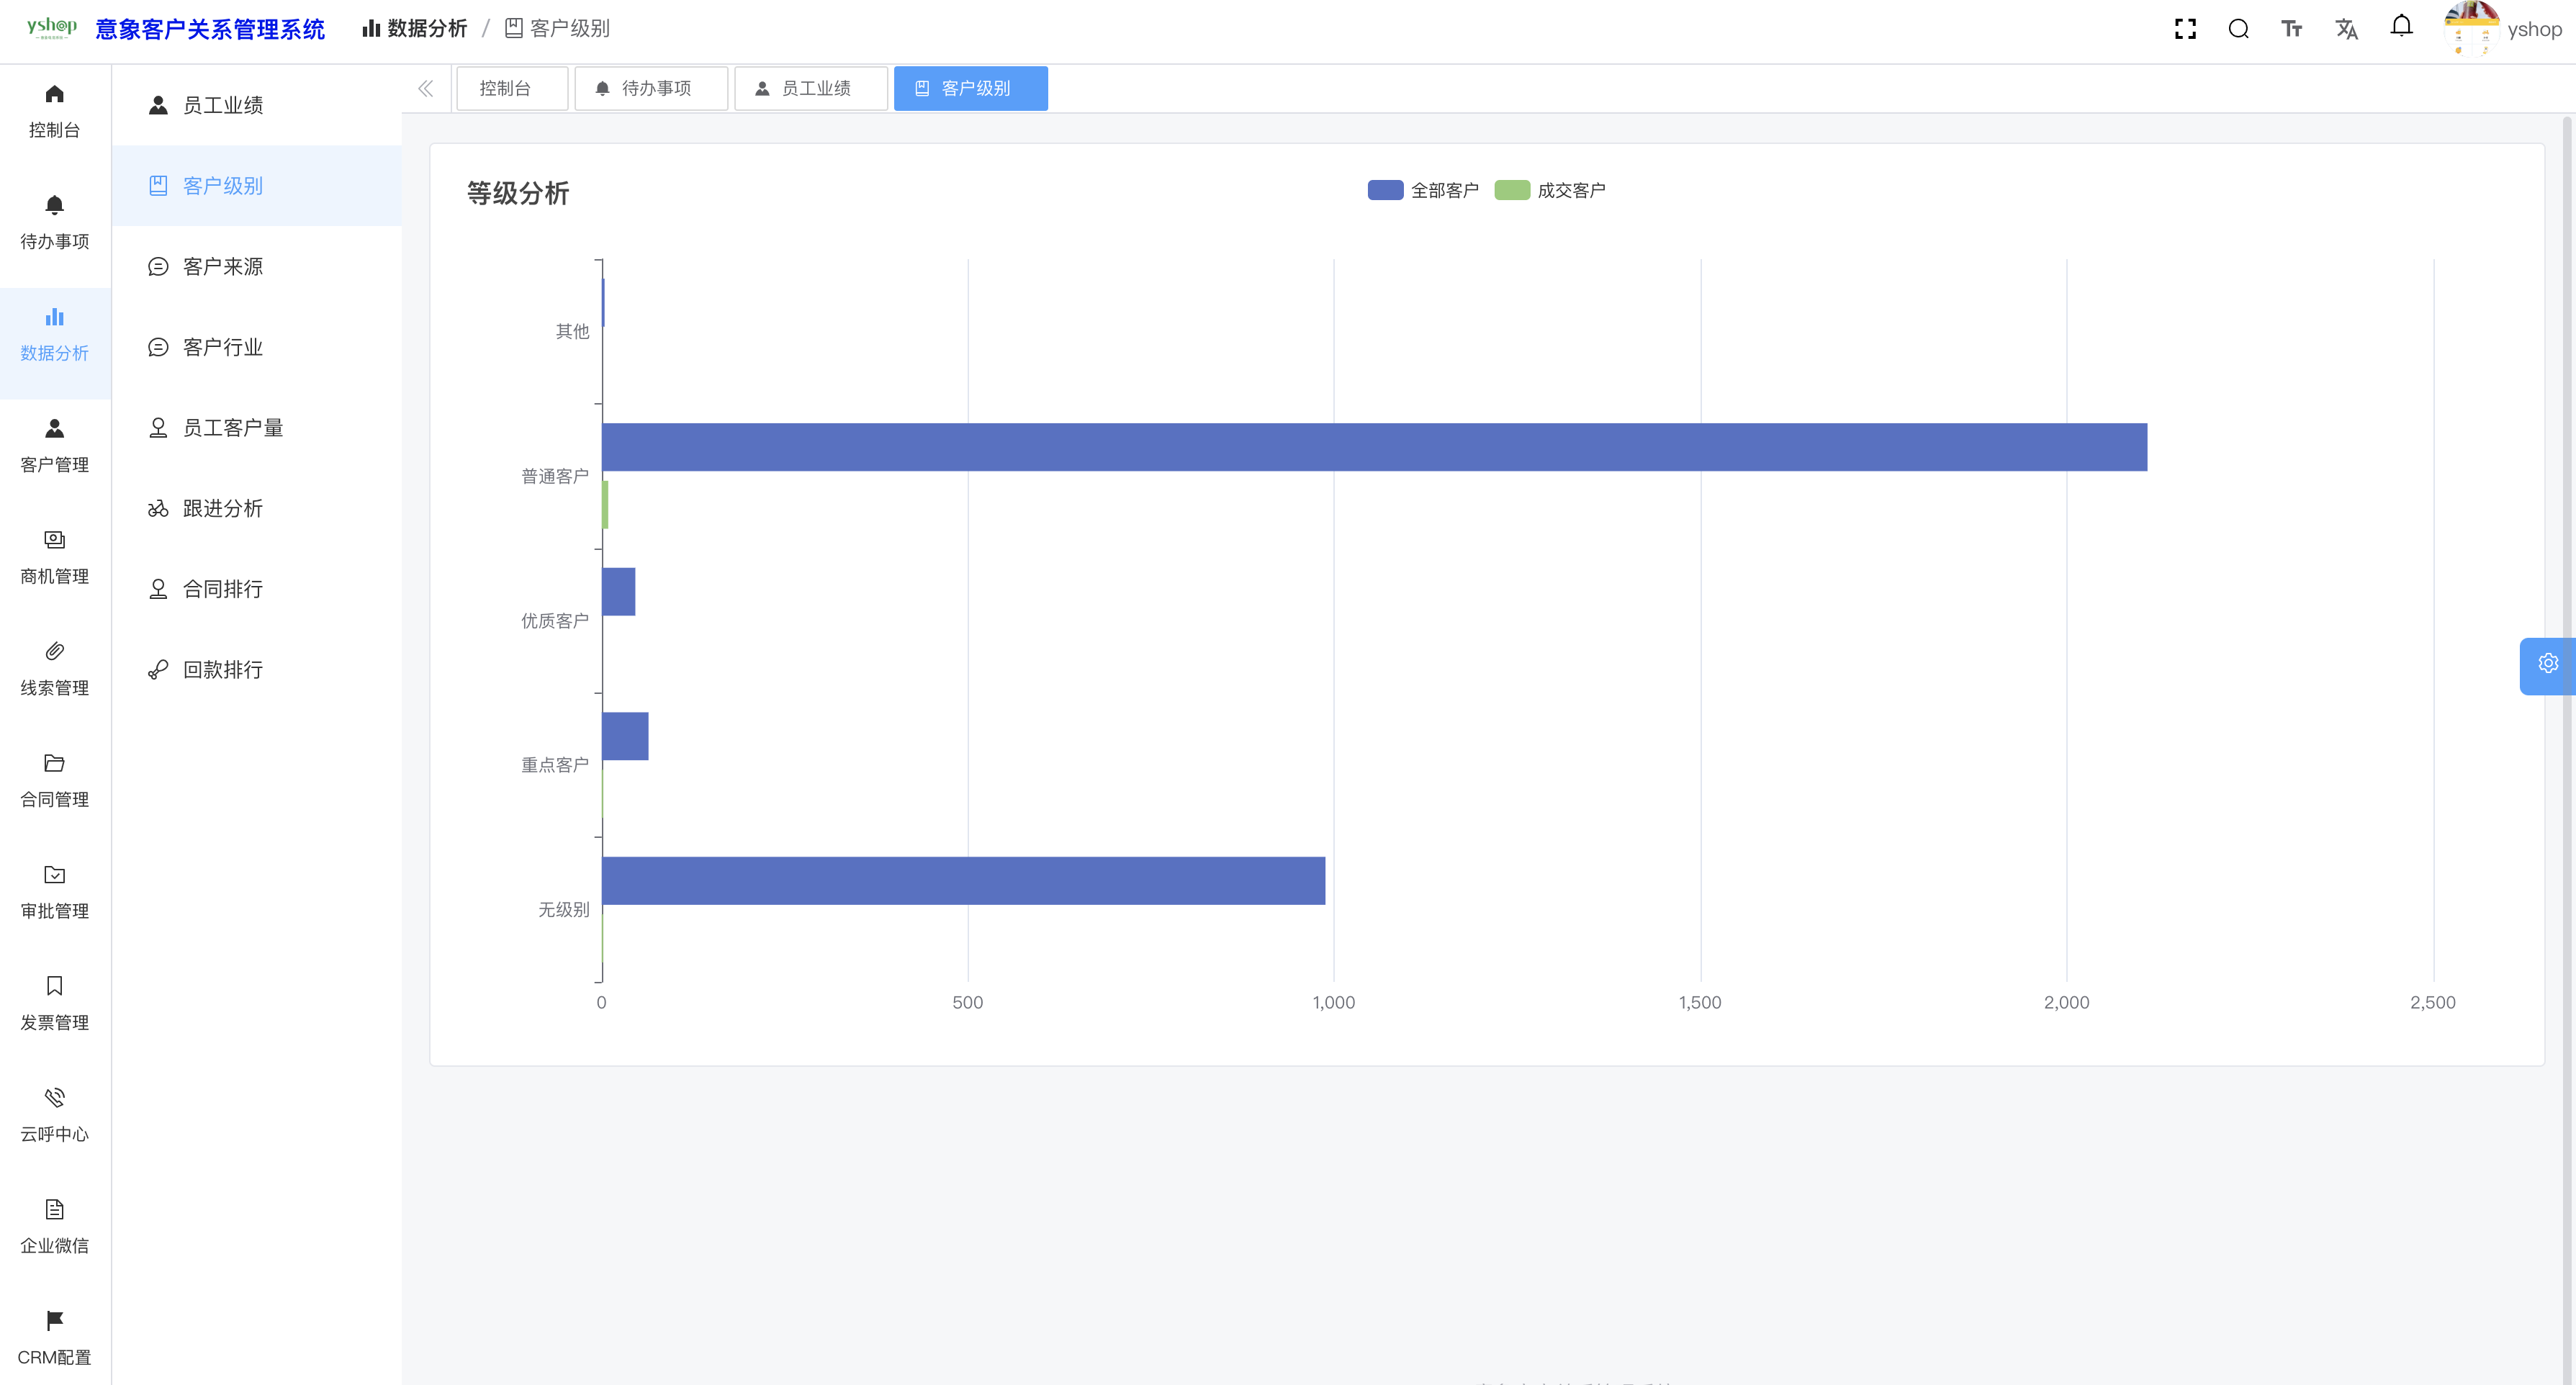 yshop
意象客户关系管理系统
数据分析 / 客户级别
yshop
控制台
待办事项
数据分析
客户管理
商机管理
线索管理
合同管理
审批管理
发票管理
云呼中心
企业微信
CRM配置
员工业绩
客户级别
客户来源
客户行业
员工客户量
跟进分析
合同排行
回款排行
控制台 待办事项 员工业绩 客户级别
等级分析
全部客户 成交客户
其他
普通客户
优质客户
重点客户
无级别
0 500 1,000 1,500 2,000 2,500